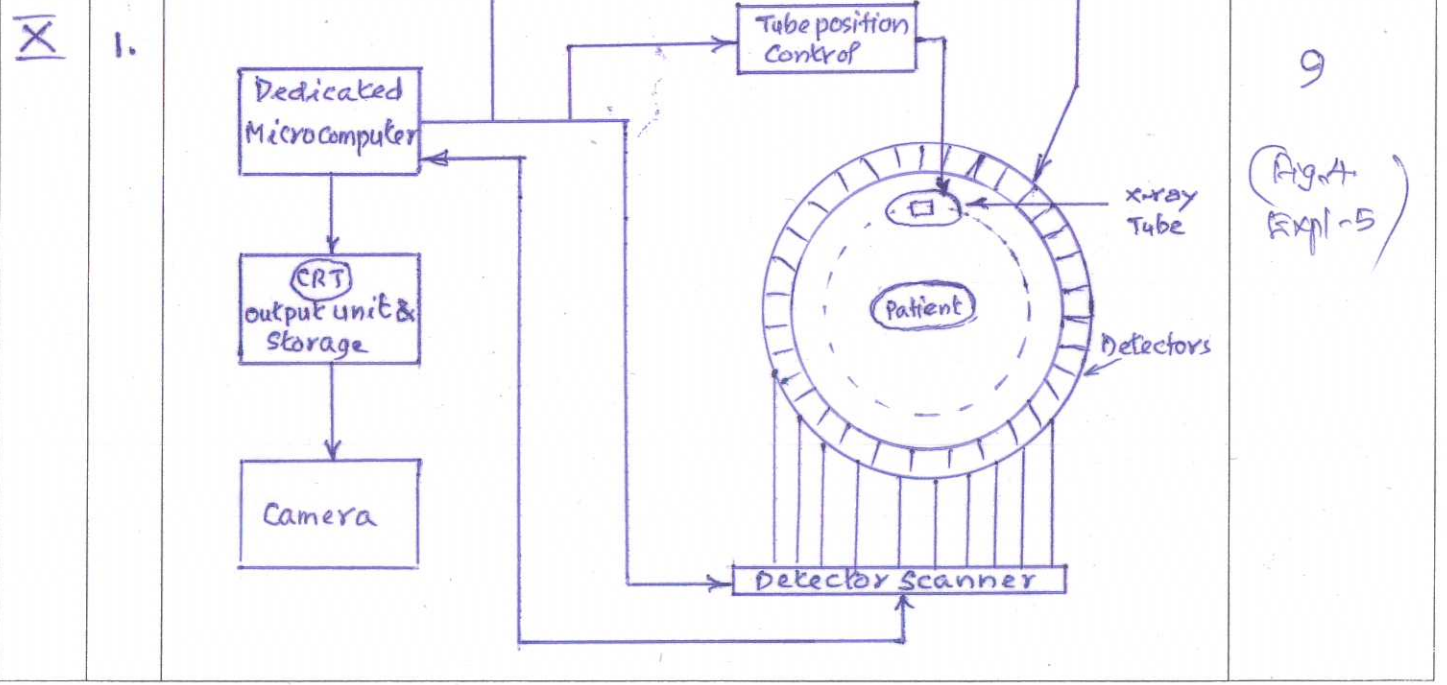 X
1.
Tube position
Control
9
Dedicated
Microcomputer
(Fig.4
Expl-5)
X-ray
Tube
CRT
output unit &
Storage
Patient
Detectors
Camera
Detector Scanner